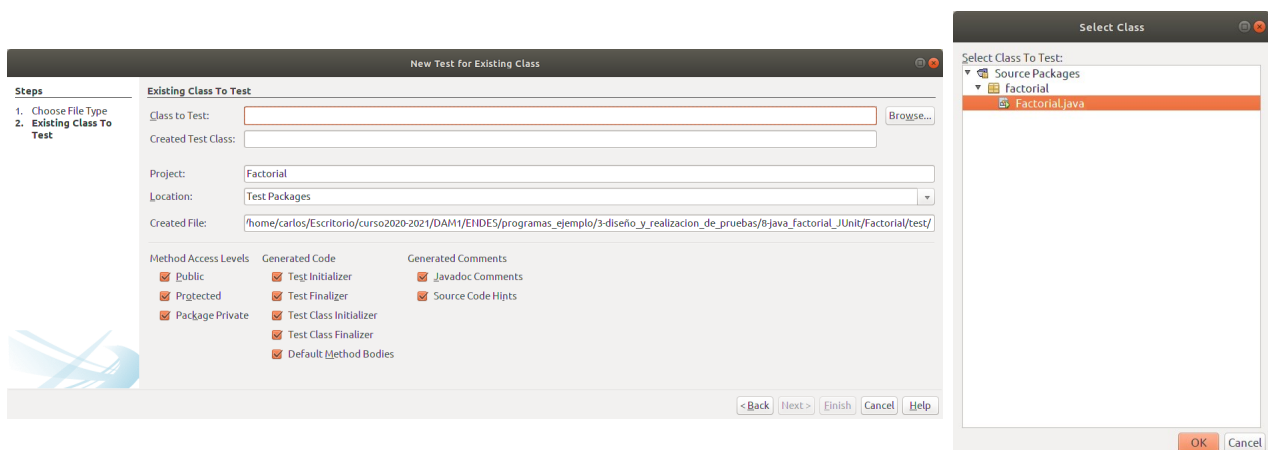 New Test for Existing Class
Steps
1. Choose File Type
2. Existing Class To
Test
Existing Class To Test
Class to Test:
Browse...
Created Test Class:
Project: Factorial
Location: Test Packages
Created File: /home/carlos/Escritorio/curso2020-2021/DAM1/ENDES/programas_ejemplo/3-diseño_y_realizacion_de_pruebas/8-java_factorial_JUnit/Factorial/test/
Method Access Levels Generated Code Generated Comments
Public Test Initializer Javadoc Comments
Protected Test Finalizer Source Code Hints
Package Private Test Class Initializer
Test Class Finalizer
Default Method Bodies
< Back Next > Finish Cancel Help
Select Class
Select Class To Test:
Source Packages
factorial
Factorial.java
OK Cancel